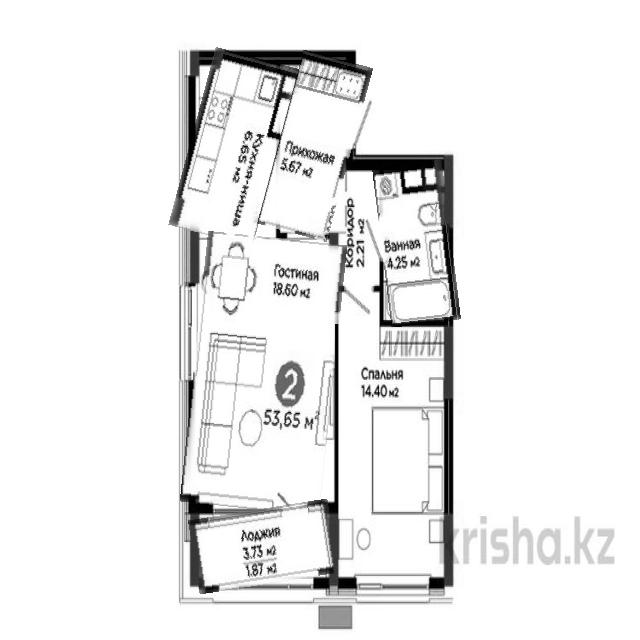 Кухня-ниша
6.65 м2
Прихожая
5.67 м2
Коридор
2.21 м2
Ванная
4.25 м2
Гостиная
18.60 м2
2
53,65 м2
Спальня
14.40 м2
Лоджия
3.73 м2
1.87 м2
krisha.kz